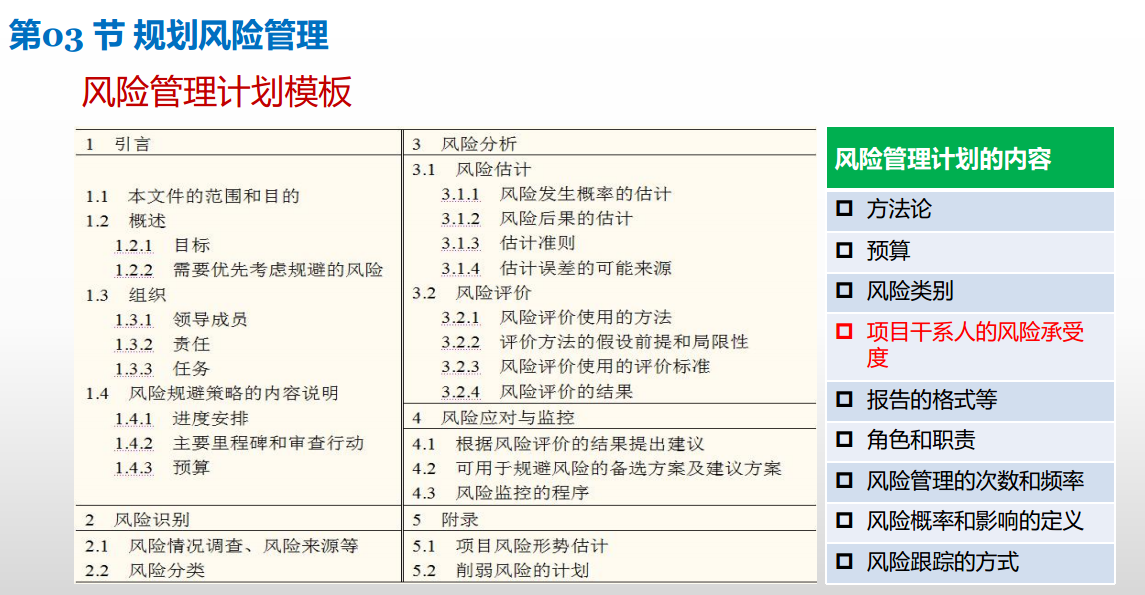 第03 节 规划风险管理
风险管理计划模板
1 引言
1.1 本文件的范围和目的
1.2 概述
1.2.1 目标
1.2.2 需要优先考虑规避的风险
1.3 组织
1.3.1 领导成员
1.3.2 责任
1.3.3 任务
1.4 风险规避策略的内容说明
1.4.1 进度安排
1.4.2 主要里程碑和审查行动
1.4.3 预算
2 风险识别
2.1 风险情况调查、风险来源等
2.2 风险分类
3 风险分析
3.1 风险估计
3.1.1 风险发生概率的估计
3.1.2 风险后果的估计
3.1.3 估计准则
3.1.4 估计误差的可能来源
3.2 风险评价
3.2.1 风险评价使用的方法
3.2.2 评价方法的假设前提和局限性
3.2.3 风险评价使用的评价标准
3.2.4 风险评价的结果
4 风险应对与监控
4.1 根据风险评价的结果提出建议
4.2 可用于规避风险的备选方案及建议方案
4.3 风险监控的程序
5 附录
5.1 项目风险形势估计
5.2 削弱风险的计划
风险管理计划的内容
方法论
预算
风险类别
项目干系人的风险承受
度
报告的格式等
角色和职责
风险管理的次数和频率
风险概率和影响的定义
风险跟踪的方式